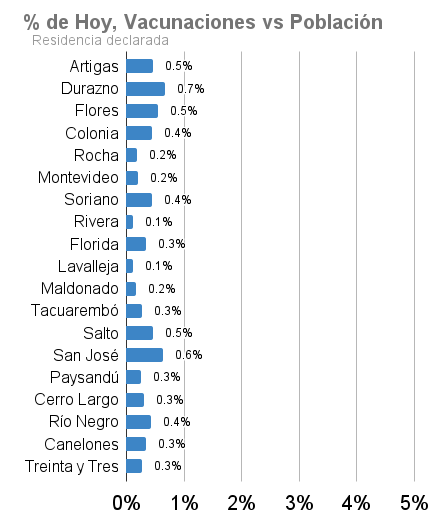 % de Hoy, Vacunaciones vs Población
Residencia declarada
Artigas 0.5%
Durazno 0.7%
Flores 0.5%
Colonia 0.4%
Rocha 0.2%
Montevideo 0.2%
Soriano 0.4%
Rivera 0.1%
Florida 0.3%
Lavalleja 0.1%
Maldonado 0.2%
Tacuarembó 0.3%
Salto 0.5%
San José 0.6%
Paysandú 0.3%
Cerro Largo 0.3%
Río Negro 0.4%
Canelones 0.3%
Treinta y Tres 0.3%
0% 1% 2% 3% 4% 5%